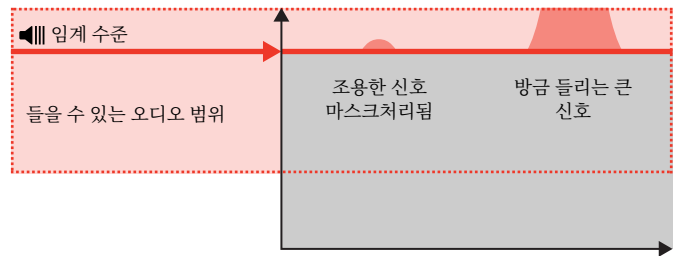 임계 수준
들을 수 있는 오디오 범위
조용한 신호
마스크처리됨
방금 들리는 큰
신호